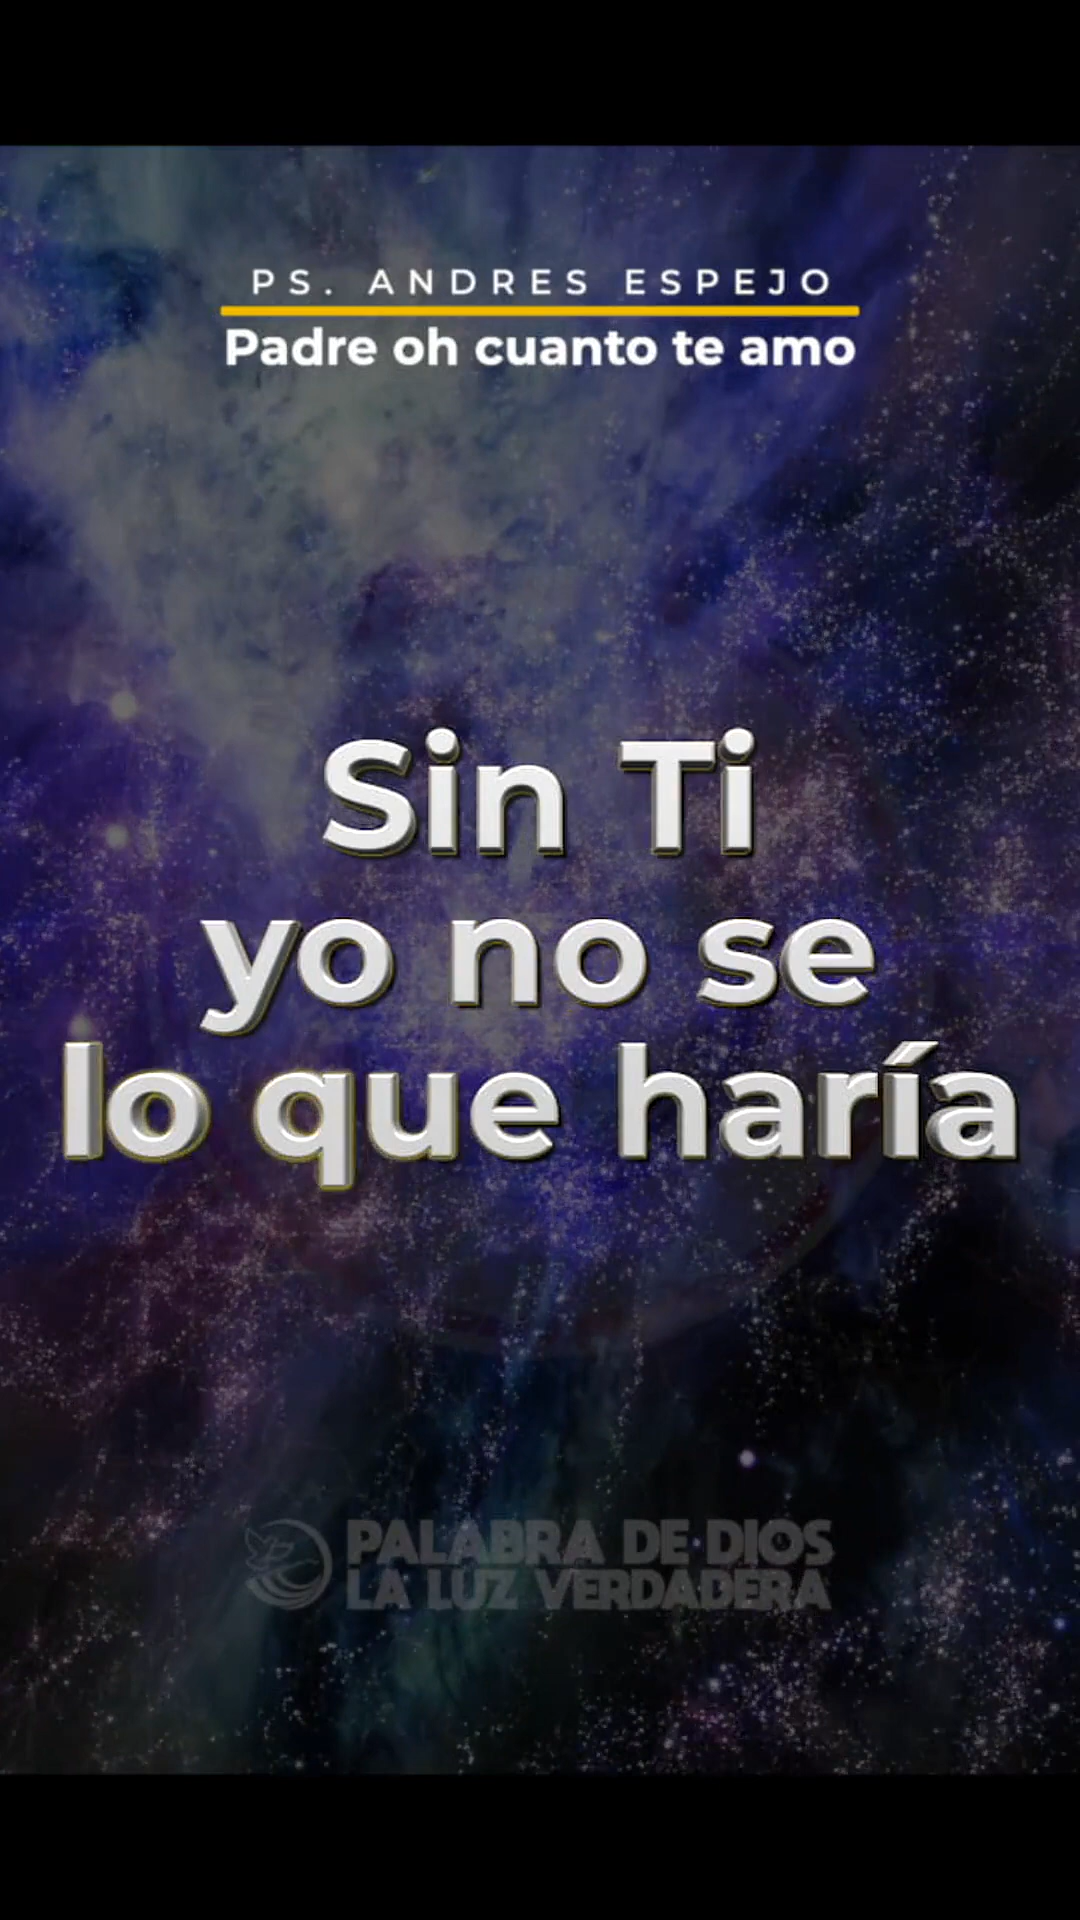 PS. ANDRES ESPEJO
Padre oh cuanto te amo
Sin Ti
yo no se
lo que haría
PALABRA DE DIOS
LA LUZ VERDADERA